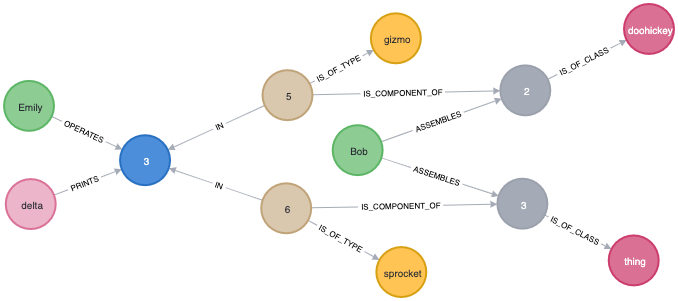 doohickey
gizmo
IS_OF_CLASS
IS_OF_TYPE
2
5
IS_COMPONENT_OF
Emily
ASSEMBLES
OPERATES
IN
Bob
3
ASSEMBLES
PRINTS
IN
delta
6
IS_COMPONENT_OF
3
IS_OF_CLASS
IS_OF_TYPE
thing
sprocket